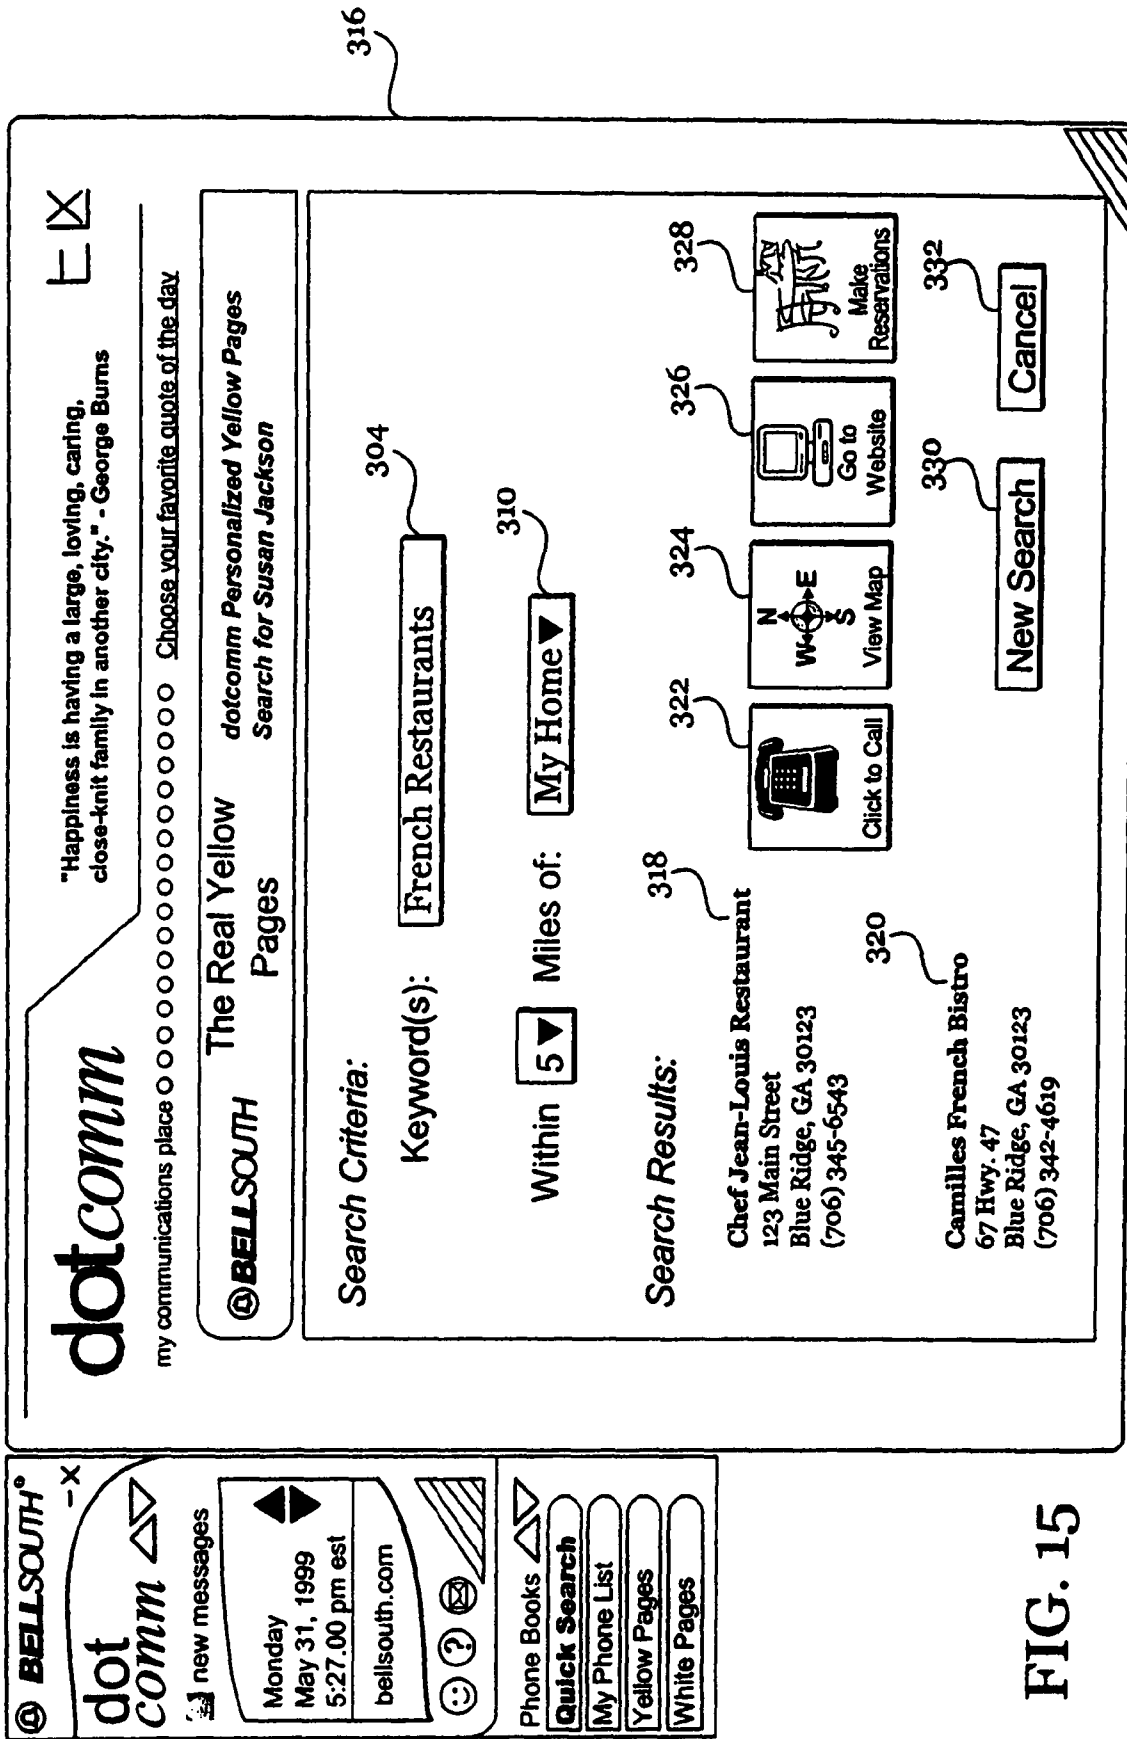 BELLSOUTH®
–X
dot
comm
new messages
Monday
May 31, 1999
5:27.00 pm est
bellsouth.com
?
Phone Books
Quick Search
My Phone List
Yellow Pages
White Pages
dotcomm
"Happiness is having a large, loving, caring,
close-knit family in another city." - George Burns
my communications place
Choose your favorite quote of the day
BELLSOUTH
The Real Yellow
Pages
dotcomm Personalized Yellow Pages
Search for Susan Jackson
Search Criteria:
Keyword(s): French Restaurants
304
Within 5 ▼ Miles of: My Home ▼
310
316
Search Results:
Chef Jean-Louis Restaurant
123 Main Street
Blue Ridge, GA 30123
(706) 345-6543
318
322
Click to Call
324
N
W E
S
View Map
326
Go to
Website
328
Make
Reservations
Camilles French Bistro
67 Hwy. 47
Blue Ridge, GA 30123
(706) 342-4619
320
330
New Search
332
Cancel
FIG. 15